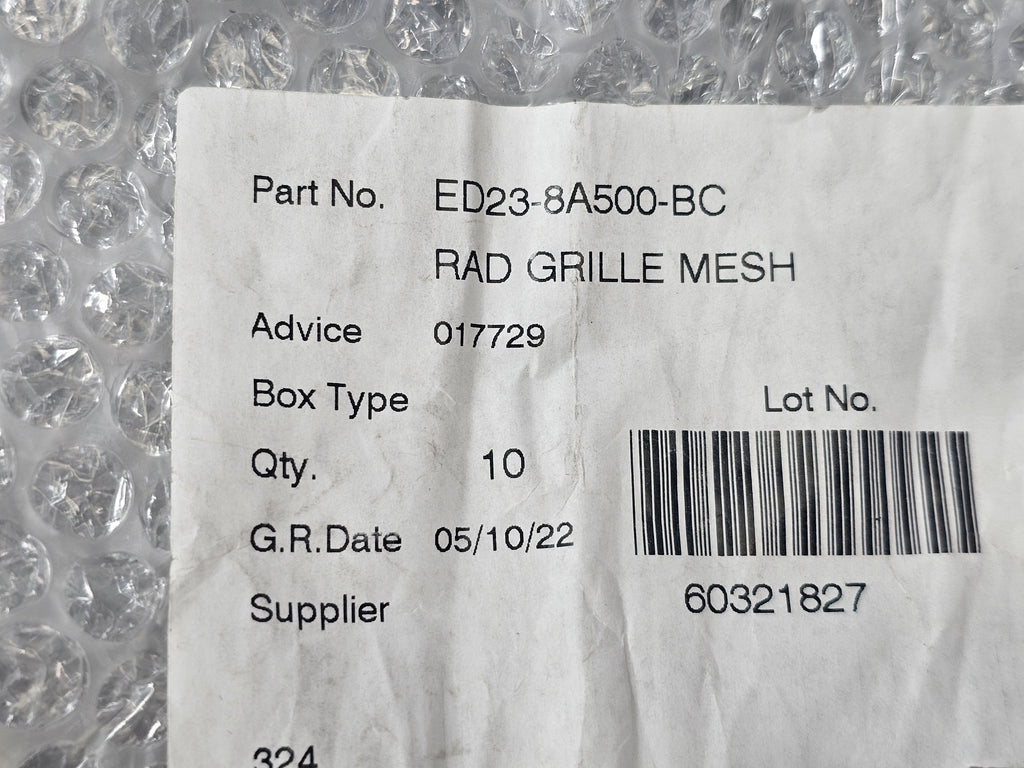 Part No. ED23-8A500-BC
RAD GRILLE MESH
Advice 017729
Box Type
Lot No.
Qty. 10
G.R.Date 05/10/22
60321827
Supplier
324